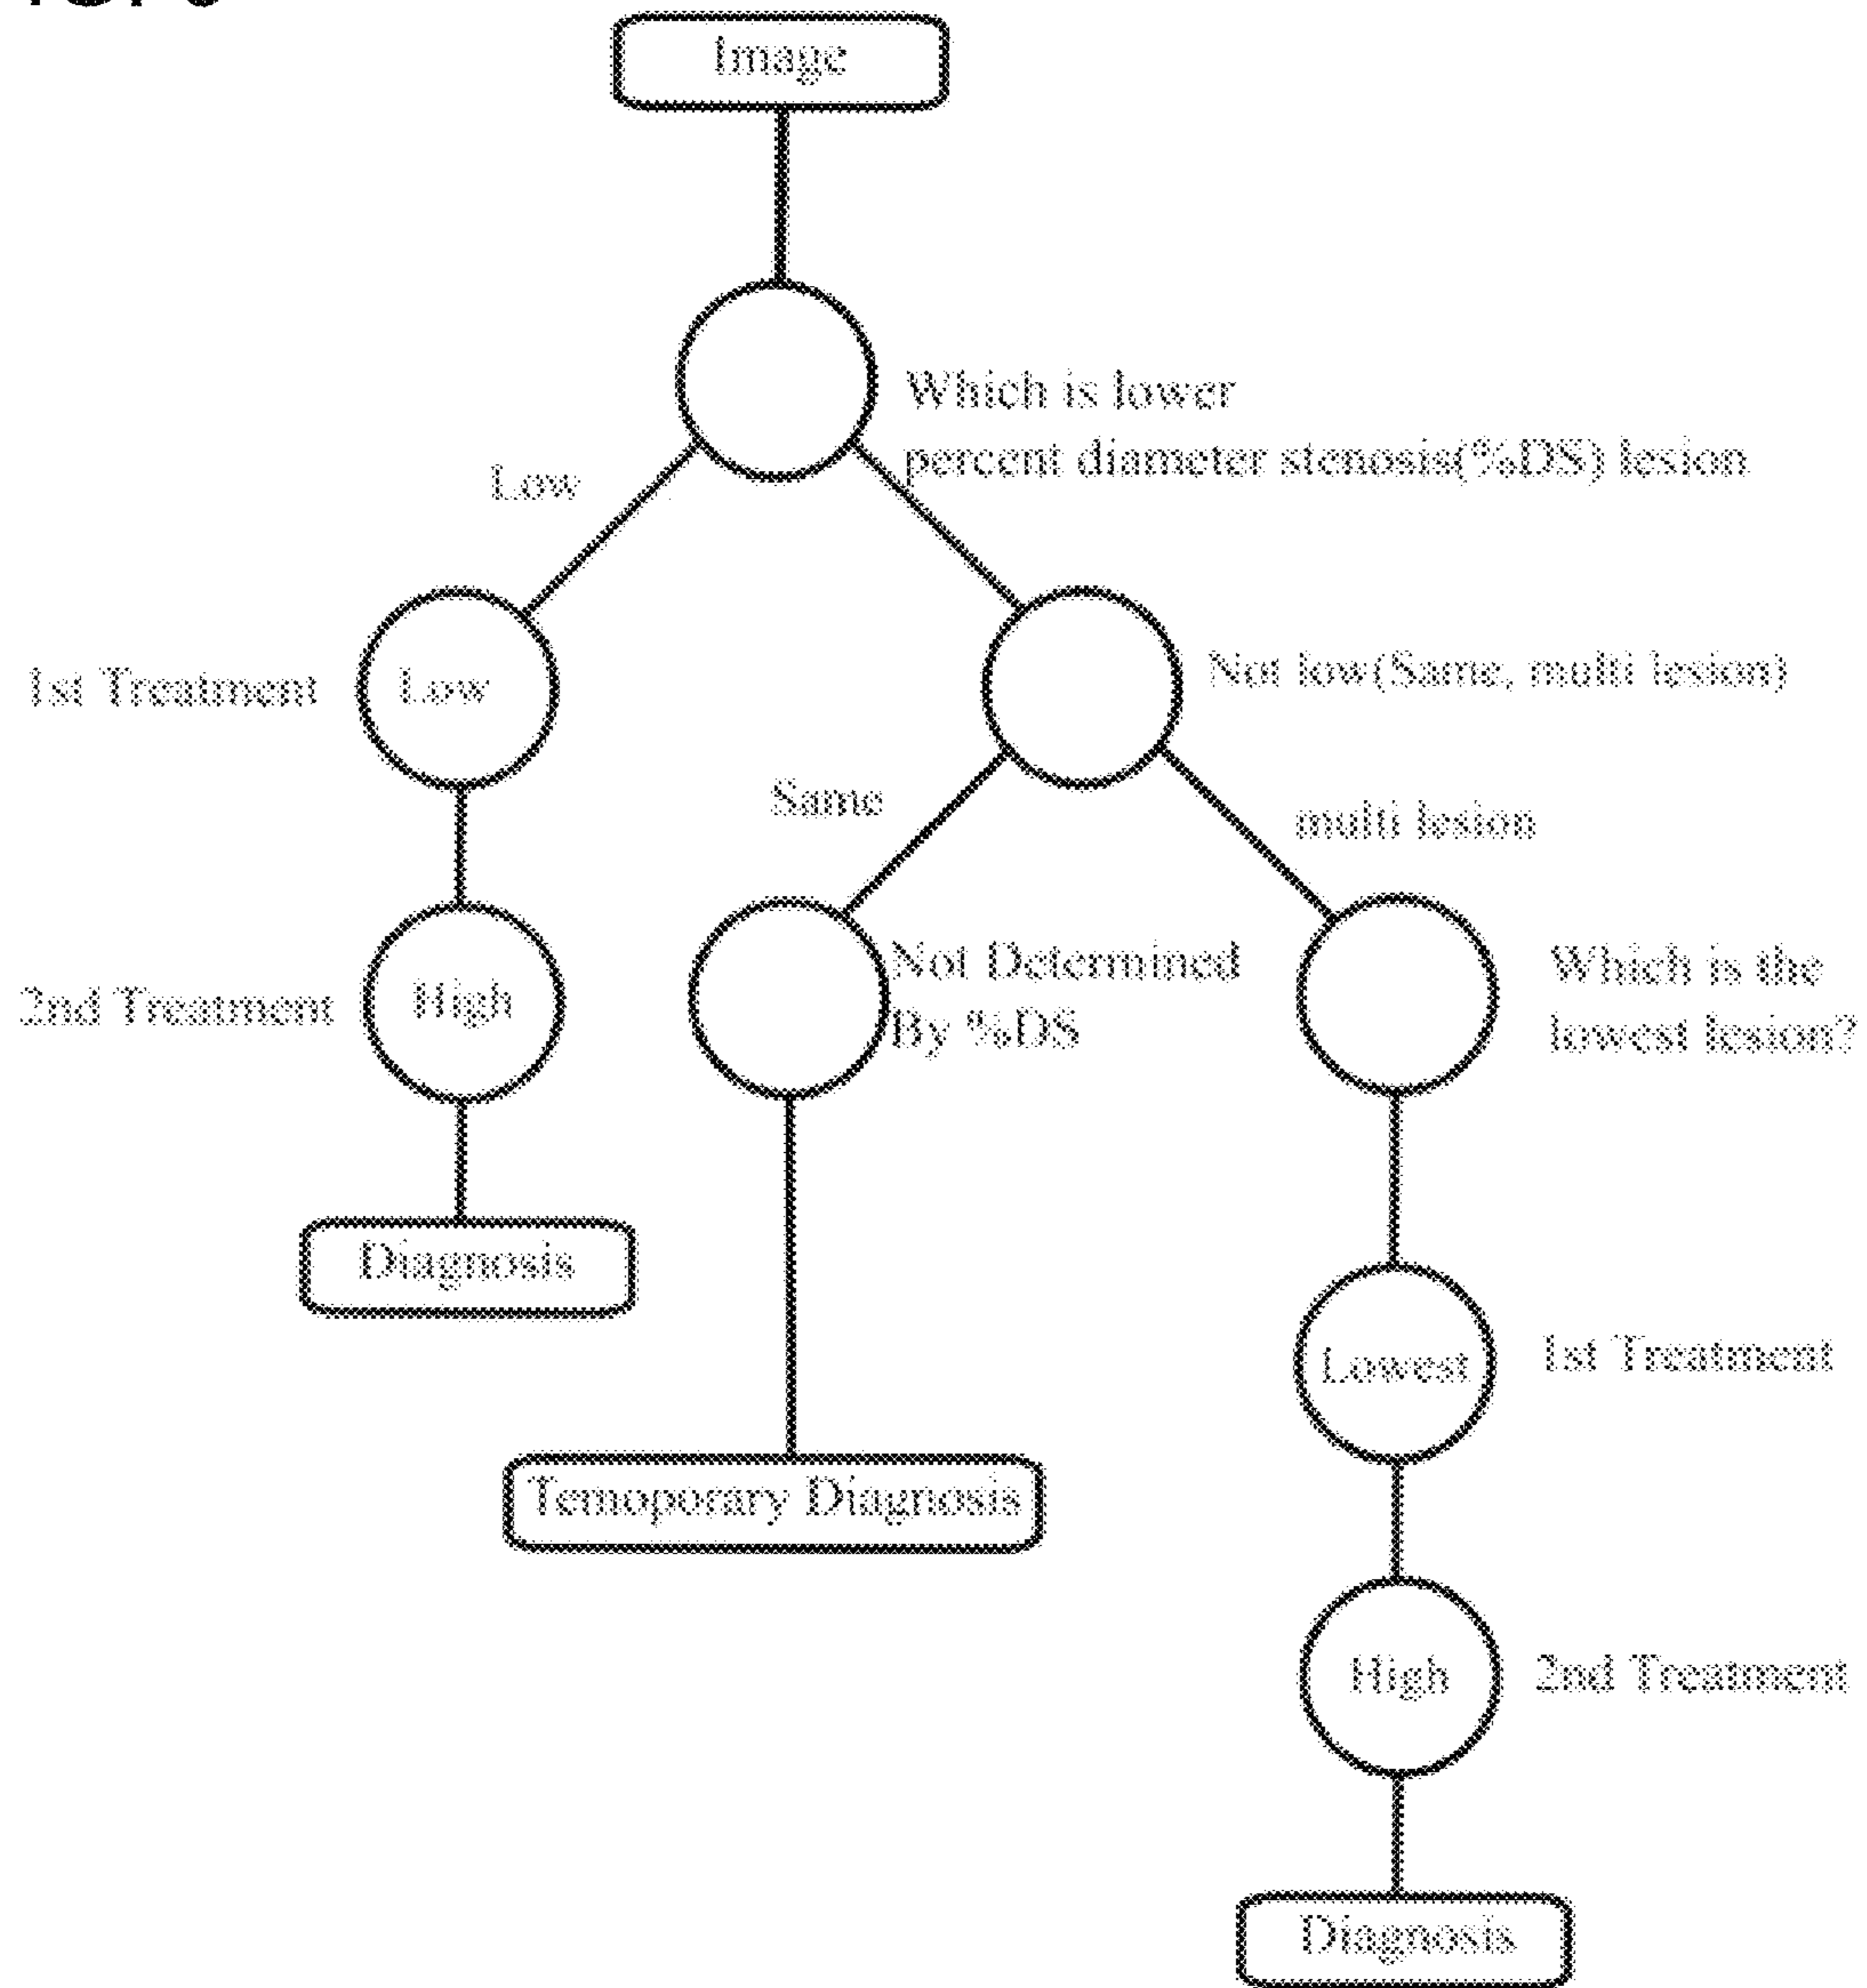 Image
Which is lower
percent diameter stenosis(%DS) lesion
Low
1st Treatment
Low
Not low(Same, multi lesion)
Same
multi lesion
2nd Treatment
High
Not Determined
By %DS
Which is the
lowest lesion?
Diagnosis
Lowest
1st Treatment
Temoporary Diagnosis
High
2nd Treatment
Diagnosis